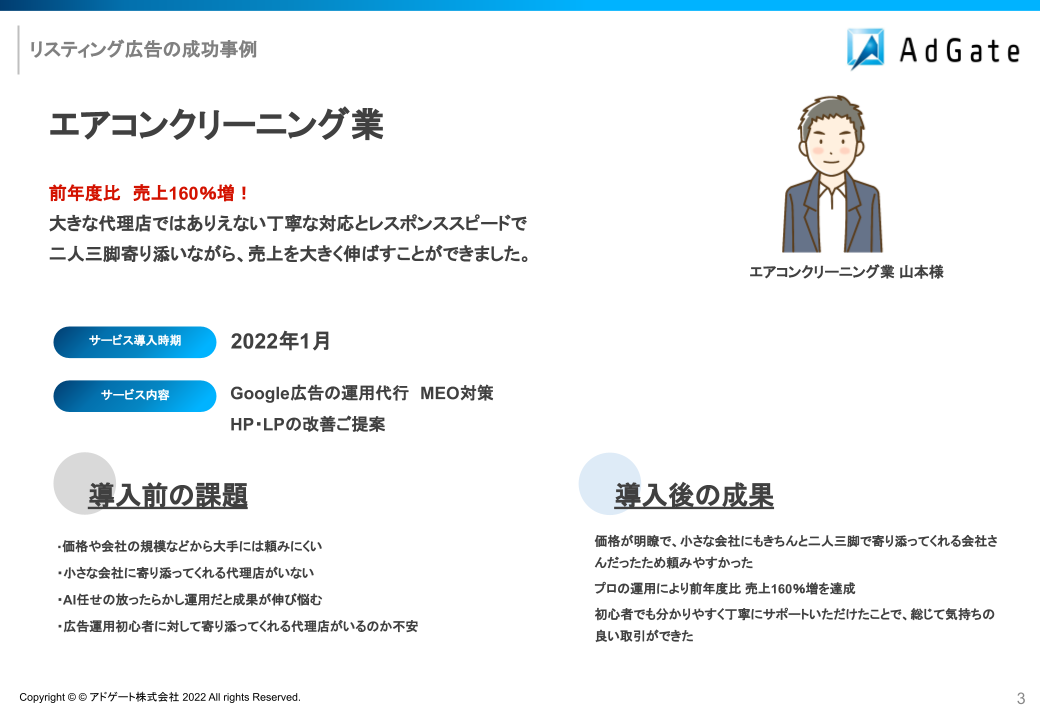 リスティング広告の成功事例
AdGate
エアコンクリーニング業
前年度比　売上160％増！
大きな代理店ではありえない丁寧な対応とレスポンススピードで
二人三脚寄り添いながら、売上を大きく伸ばすことができました。
エアコンクリーニング業 山本様
サービス導入時期
2022年1月
サービス内容
Google広告の運用代行　MEO対策
HP・LPの改善ご提案
導入前の課題
・価格や会社の規模などから大手には頼みにくい
・小さな会社に寄り添ってくれる代理店がいない
・AI任せの放ったらかし運用だと成果が伸び悩む
・広告運用初心者に対して寄り添ってくれる代理店がいるのか不安
導入後の成果
価格が明瞭で、小さな会社にもきちんと二人三脚で寄り添ってくれる会社さ
んだったため頼みやすかった
プロの運用により前年度比 売上160％増を達成
初心者でも分かりやすく丁寧にサポートいただけたことで、総じて気持ちの
良い取引ができた
Copyright © © アドゲート株式会社 2022 All rights Reserved.
3